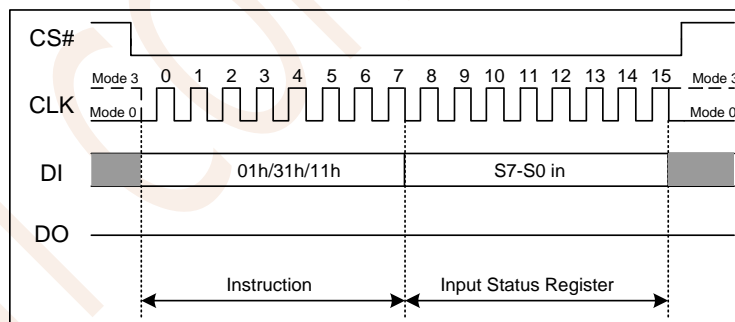 CS#
Mode 3 0 1 2 3 4 5 6 7 8 9 10 11 12 13 14 15 Mode 3
CLK
Mode 0 Mode 0
DI 01h/31h/11h S7-S0 in
DO
Instruction Input Status Register